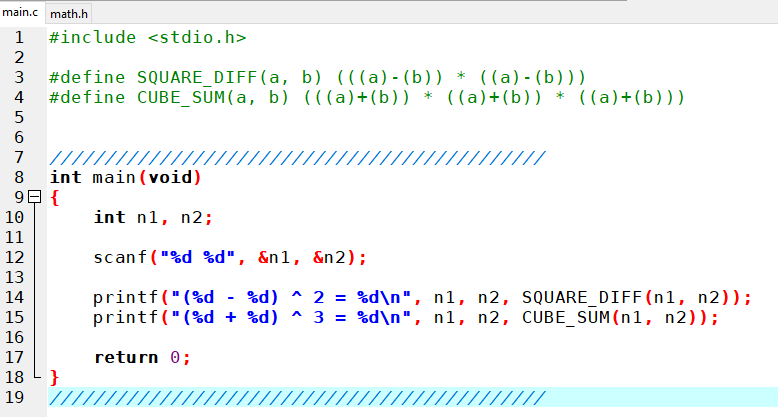 main.c math.h
1 #include <stdio.h>
2
3 #define SQUARE_DIFF(a, b) (((a)-(b)) * ((a)-(b)))
4 #define CUBE_SUM(a, b) (((a)+(b)) * ((a)+(b)) * ((a)+(b)))
5
6
7 /////////////////////////////////////////////
8 int main(void)
9 {
10     int n1, n2;
11
12     scanf("%d %d", &n1, &n2);
13
14     printf("(%d - %d) ^ 2 = %d\n", n1, n2, SQUARE_DIFF(n1, n2));
15     printf("(%d + %d) ^ 3 = %d\n", n1, n2, CUBE_SUM(n1, n2));
16
17     return 0;
18 }
19 /////////////////////////////////////////////